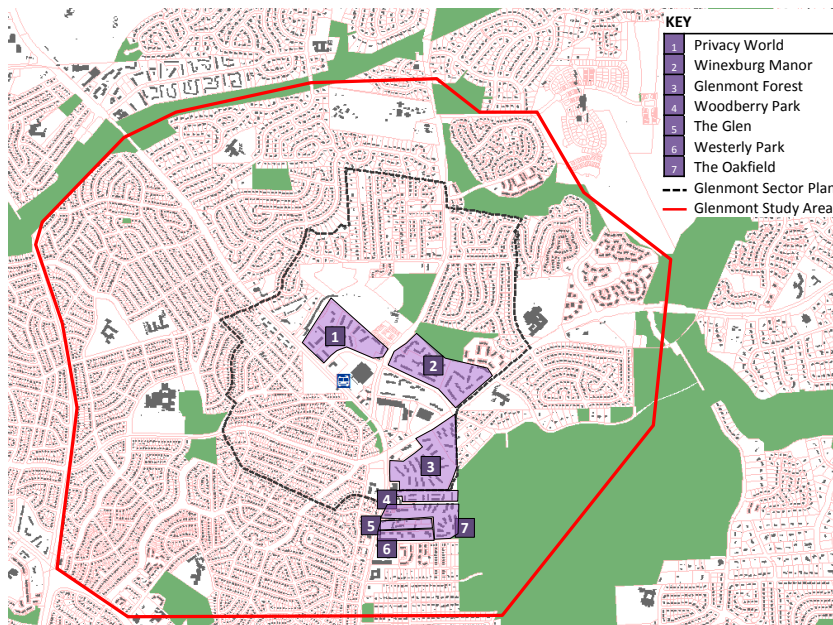 KEY
1 Privacy World
2 Winexburg Manor
3 Glenmont Forest
4 Woodberry Park
5 The Glen
6 Westerly Park
7 The Oakfield
Glenmont Sector Plan
Glenmont Study Area
1
2
3
4
5
7
6